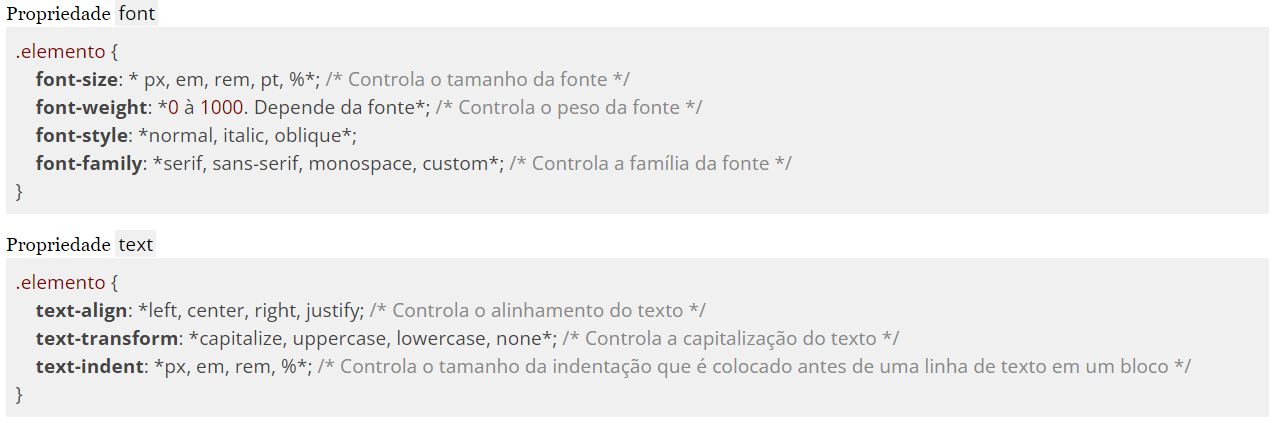 Propriedade font
.elemento {
font-size: * px, em, rem, pt, %*; /* Controla o tamanho da fonte */
font-weight: *0 à 1000. Depende da fonte*; /* Controla o peso da fonte */
font-style: *normal, italic, oblique*;
font-family: *serif, sans-serif, monospace, custom*; /* Controla a família da fonte */
}
Propriedade text
.elemento {
text-align: *left, center, right, justify; /* Controla o alinhamento do texto */
text-transform: *capitalize, uppercase, lowercase, none*; /* Controla a capitalização do texto */
text-indent: *px, em, rem, %*; /* Controla o tamanho da indentação que é colocado antes de uma linha de texto em um bloco */
}